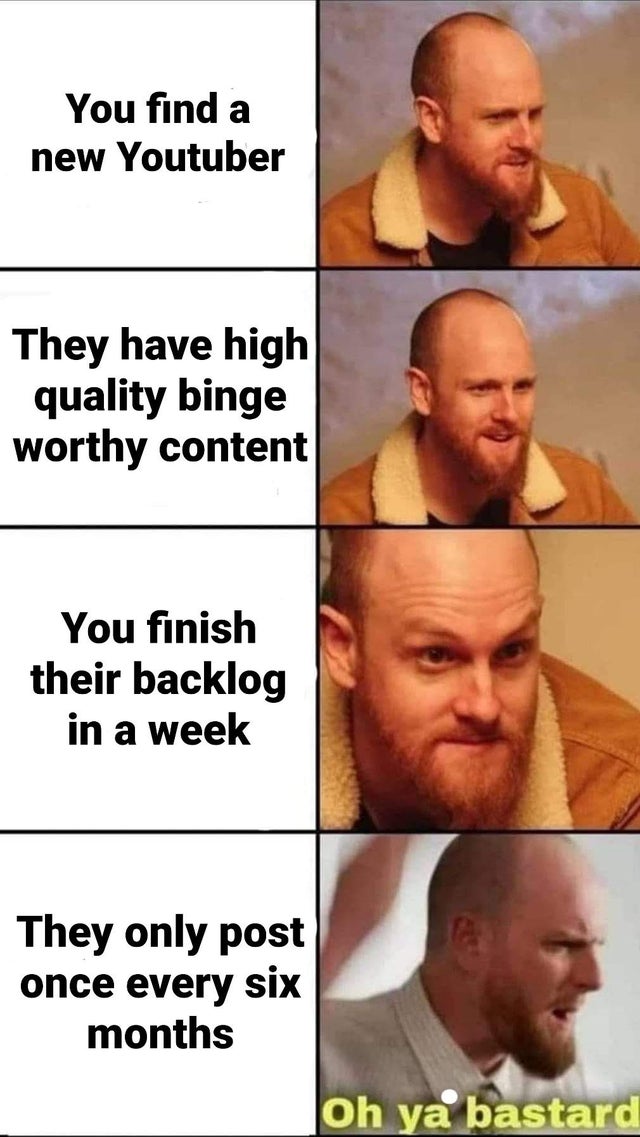 You find a
new Youtuber
They have high
quality binge
worthy content
You finish
their backlog
in a week
They only post
once every six
months
Oh ya bastard